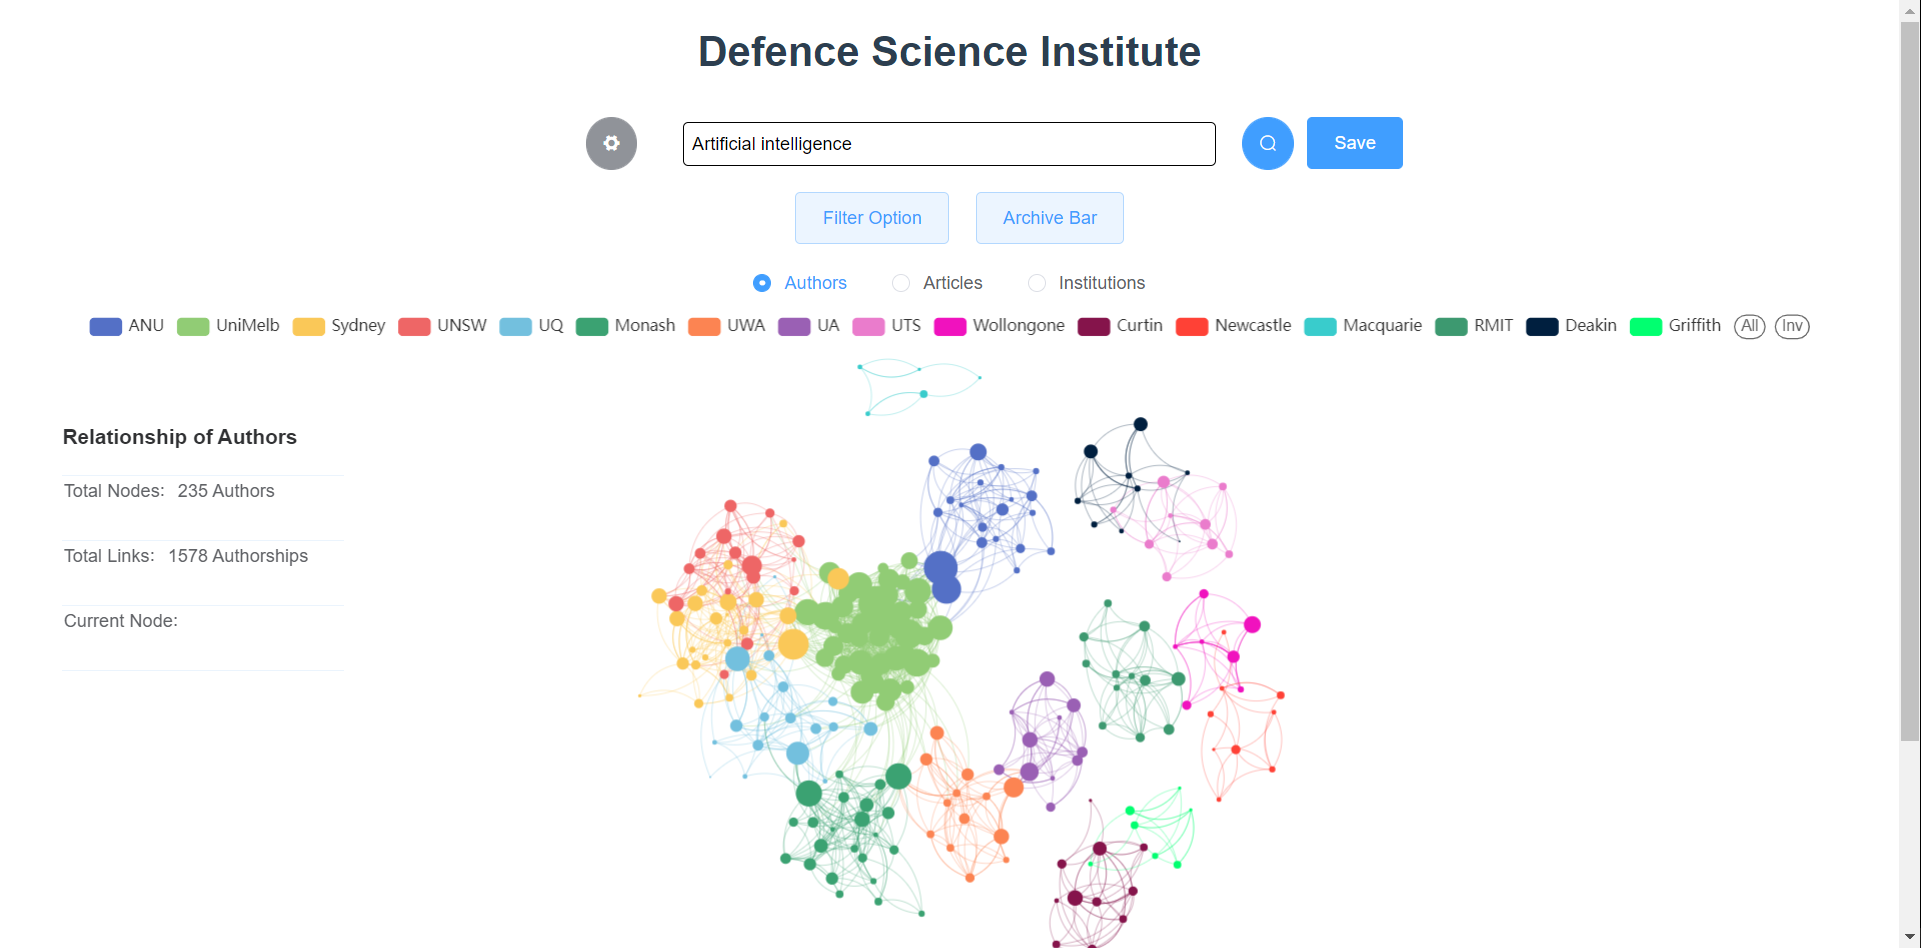 Defence Science Institute
Artificial intelligence
Save
Filter Option Archive Bar
Authors Articles Institutions
ANU UniMelb Sydney UNSW UQ Monash UWA UA UTS Wollongone Curtin Newcastle Macquarie RMIT Deakin Griffith All Inv
Relationship of Authors
Total Nodes: 235 Authors
Total Links: 1578 Authorships
Current Node: